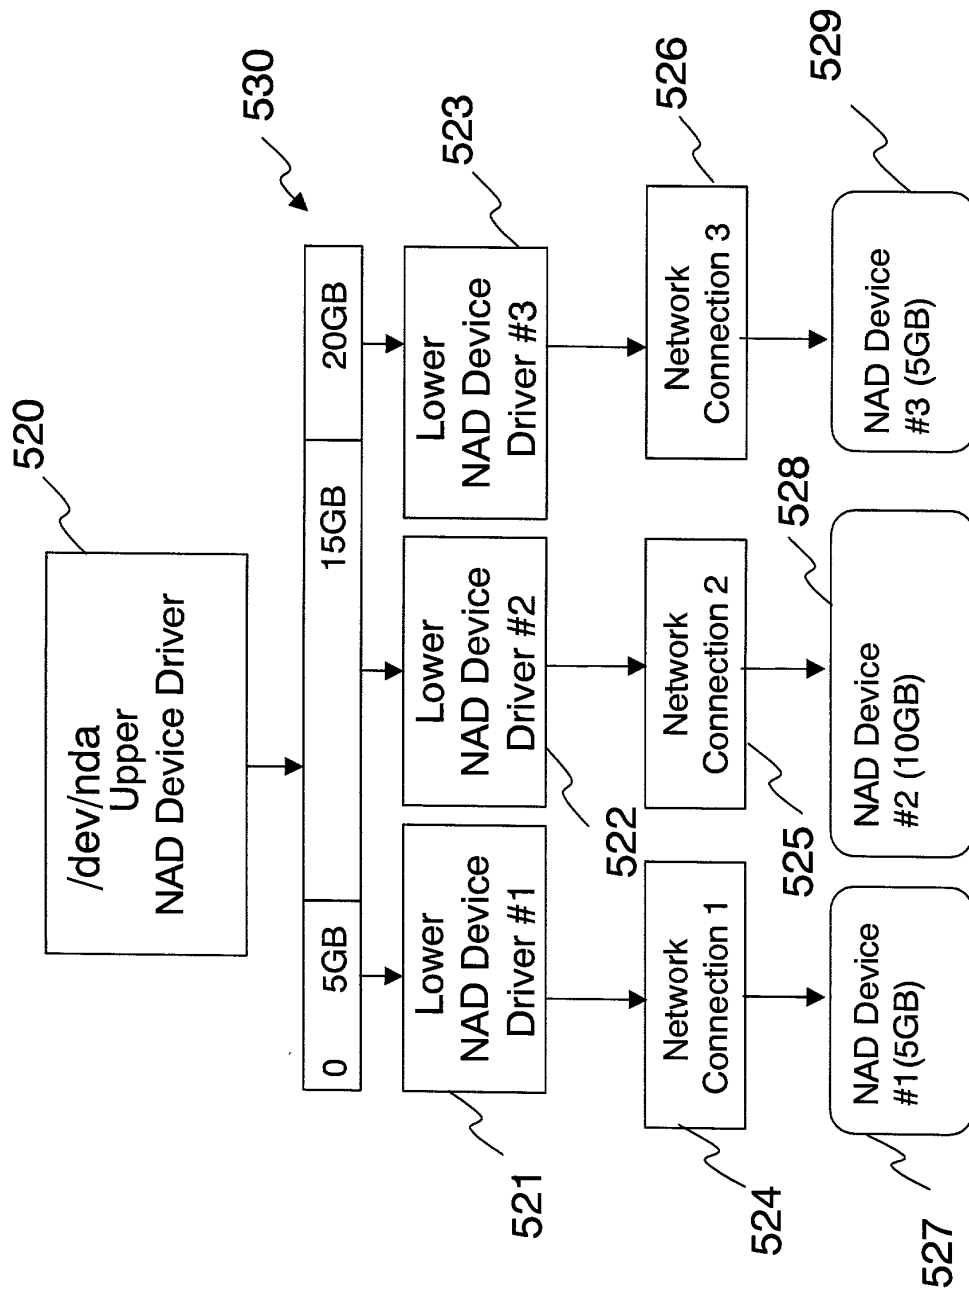 520
/dev/nda
Upper
NAD Device Driver
530
0
5GB
15GB
20GB
Lower
NAD Device
Driver #1
Lower
NAD Device
Driver #2
Lower
NAD Device
Driver #3
521
522
523
Network
Connection 1
Network
Connection 2
Network
Connection 3
524
525
526
NAD Device
#1(5GB)
NAD Device
#2 (10GB)
NAD Device
#3 (5GB)
527
528
529